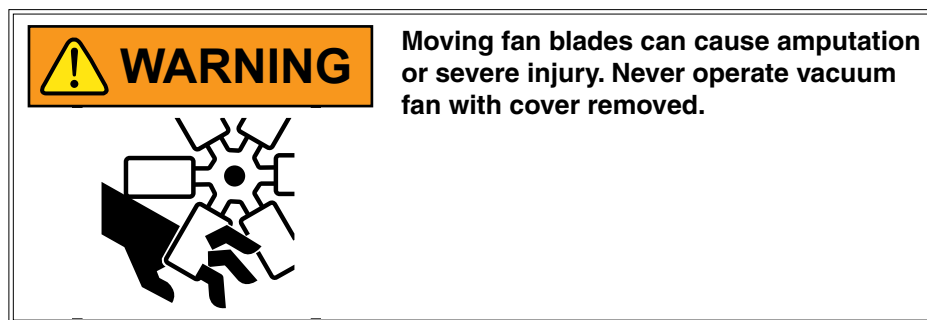 WARNING
Moving fan blades can cause amputation
or severe injury. Never operate vacuum
fan with cover removed.